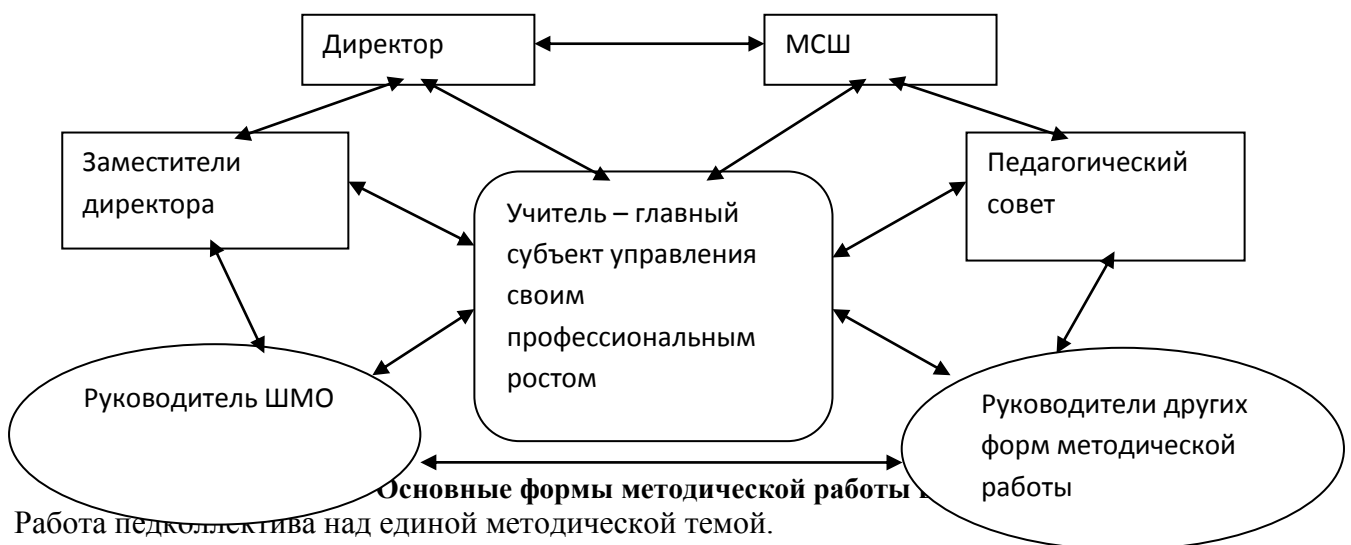 Директор
МСШ
Заместители
директора
Педагогический
совет
Учитель – главный
субъект управления
своим
профессиональным
ростом
Руководитель ШМО
Руководители других
форм методической
работы
Основные формы методической работы
Работа педколлектива над единой методической темой.